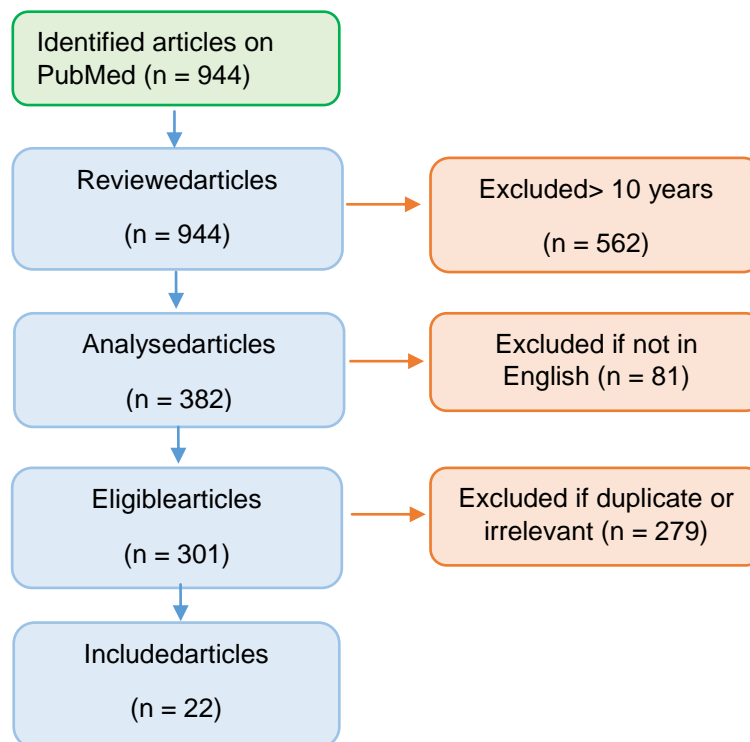 Identified articles on
PubMed (n = 944)
Reviewedarticles
(n = 944)
Excluded> 10 years
(n = 562)
Analysedarticles
(n = 382)
Excluded if not in
English (n = 81)
Eligiblearticles
(n = 301)
Excluded if duplicate or
irrelevant (n = 279)
Includedarticles
(n = 22)